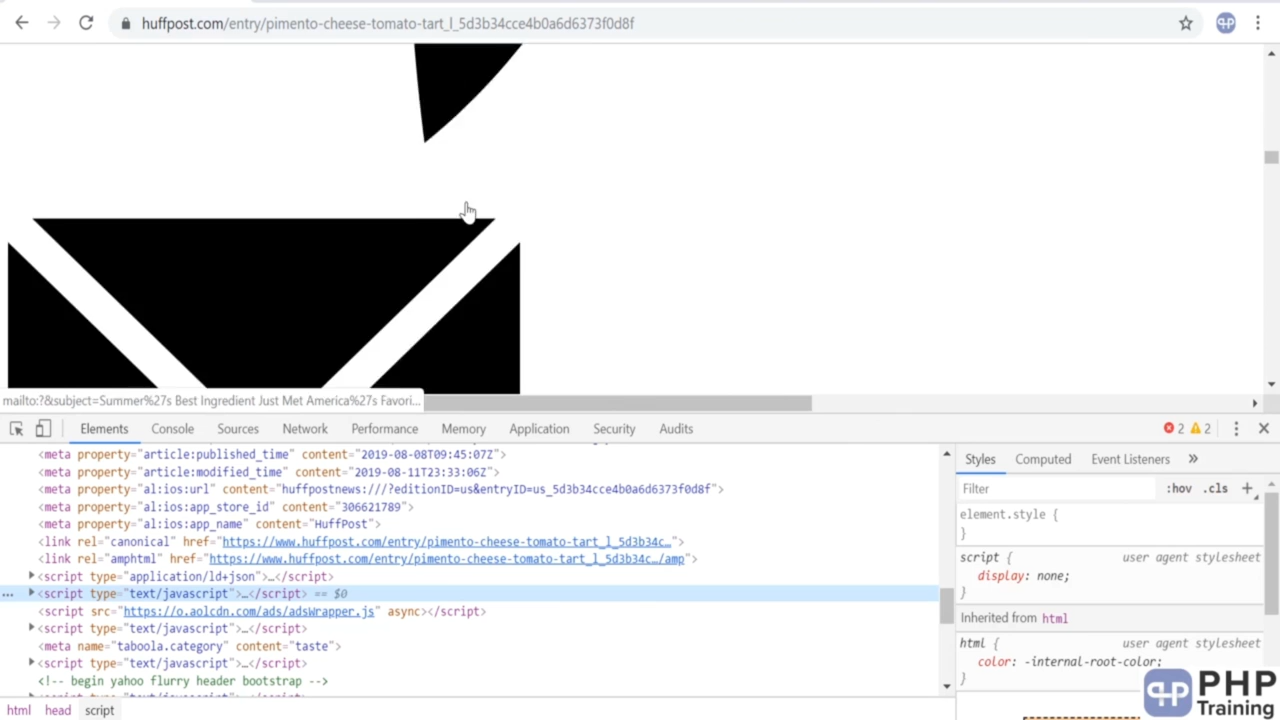 huffpost.com/entry/pimento-cheese-tomato-tart_l_5d3b34cce4b0a6d6373f0d8f
mailto:?&subject=Summer%27s Best Ingredient Just Met America%27s Favori...
Elements Console Sources Network Performance Memory Application Security Audits 2 2
<meta property="article:published_time" content="2019-08-08T09:45:07Z">
<meta property="article:modified_time" content="2019-08-11T23:33:06Z">
<meta property="al:ios:url" content="huffpostnews:///?editionID=us&entryID=us_5d3b34cce4b0a6d6373f0d8f">
<meta property="al:ios:app_store_id" content="306621789">
<meta property="al:ios:app_name" content="HuffPost">
<link rel="canonical" href="https://www.huffpost.com/entry/pimento-cheese-tomato-tart_l_5d3b34c…">
<link rel="amphtml" href="https://www.huffpost.com/entry/pimento-cheese-tomato-tart_l_5d3b34c…/amp">
<script type="application/ld+json">…</script>
<script type="text/javascript">…</script> == $0
<script src="https://o.aolcdn.com/ads/adsWrapper.js" async></script>
<script type="text/javascript">…</script>
<meta name="taboola.category" content="taste">
<script type="text/javascript">…</script>
<!-- begin yahoo flurry header bootstrap -->
html head script
Styles Computed Event Listeners »
Filter :hov .cls +
element.style {
}
script { user agent stylesheet
display: none;
}
Inherited from html
html { user agent stylesheet
color: -internal-root-color;
}
PHP
Training